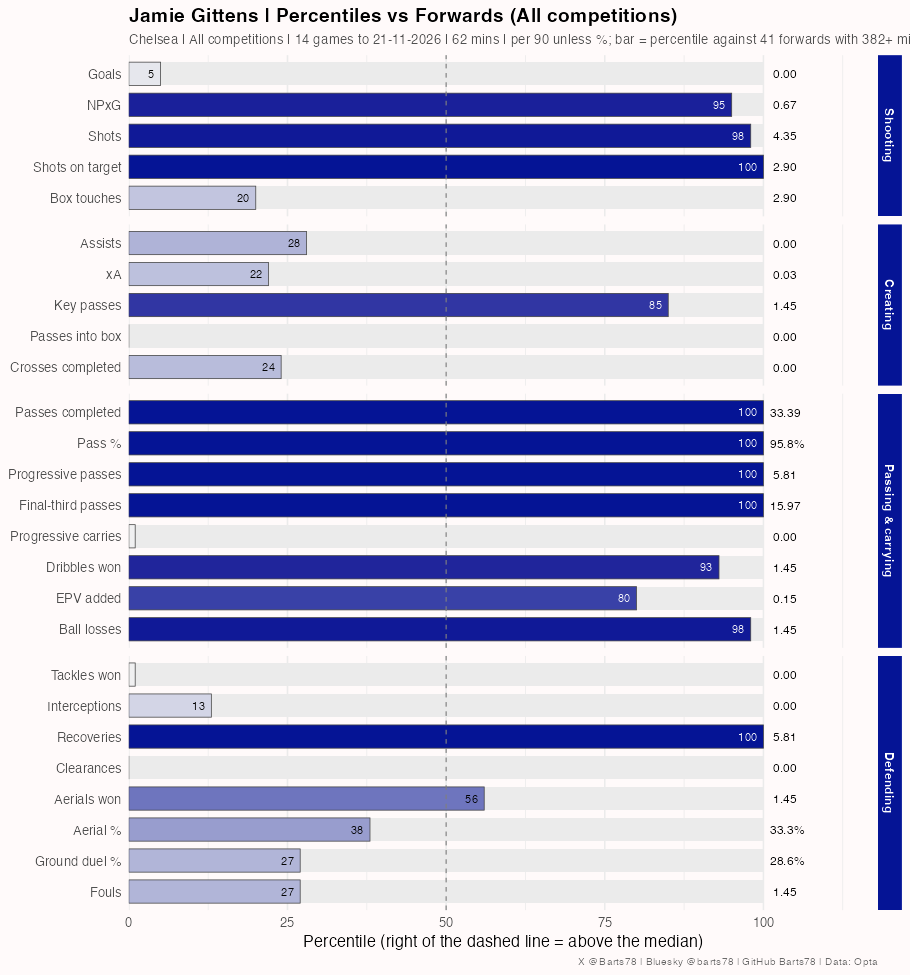 Jamie Gittens | Percentiles vs Forwards (All competitions)
Chelsea | All competitions | 14 games to 21-11-2026 | 62 mins | per 90 unless %; bar = percentile against 41 forwards with 382+ mi
Goals 5 0.00
NPxG 95 0.67
Shots 98 4.35
Shots on target 100 2.90
Box touches 20 2.90
Shooting
Assists 28 0.00
xA 22 0.03
Key passes 85 1.45
Passes into box 0.00
Crosses completed 24 0.00
Creating
Passes completed 100 33.39
Pass % 100 95.8%
Progressive passes 100 5.81
Final-third passes 100 15.97
Progressive carries 0.00
Dribbles won 93 1.45
EPV added 80 0.15
Ball losses 98 1.45
Passing & carrying
Tackles won 0.00
Interceptions 13 0.00
Recoveries 100 5.81
Clearances 0.00
Aerials won 56 1.45
Aerial % 38 33.3%
Ground duel % 27 28.6%
Fouls 27 1.45
Defending
0 25 50 75 100
Percentile (right of the dashed line = above the median)
X @Barts78 | Bluesky @barts78 | GitHub Barts78 | Data: Opta